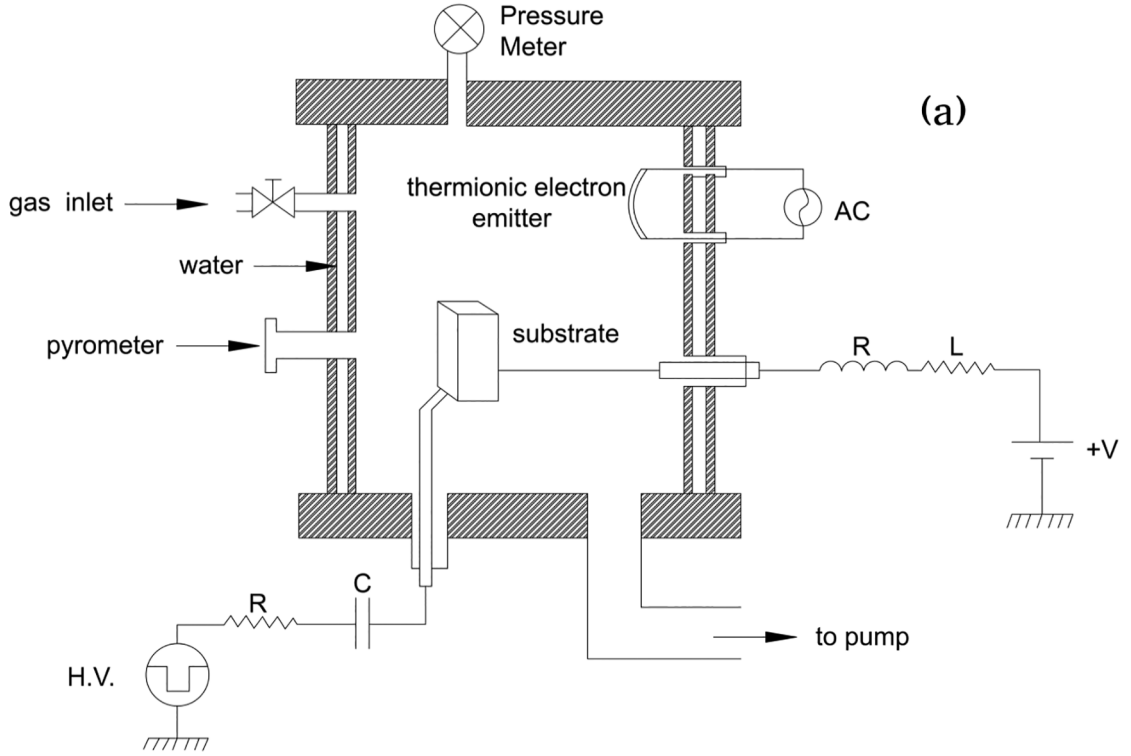 Pressure
Meter
(a)
thermionic electron
emitter
gas inlet
AC
water
substrate
pyrometer
R
L
+V
C
R
H.V.
to pump